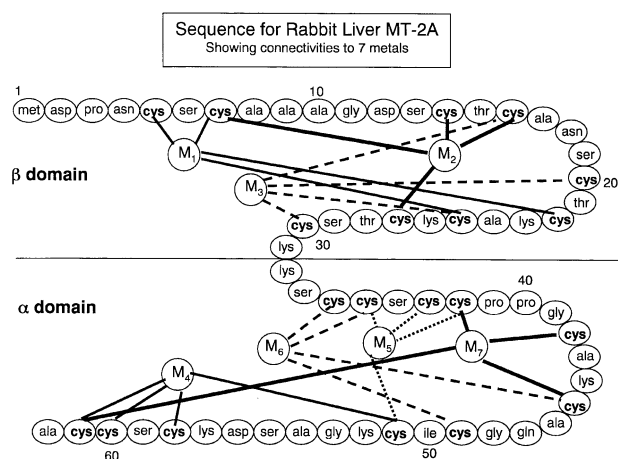 Sequence for Rabbit Liver MT-2A
Showing connectivities to 7 metals
1 10
met asp pro asn cys ser cys ala ala ala gly asp ser cys thr cys ala
asn
M1 M2
ser
β domain
M3
cys
20
thr
cys ser thr cys lys cys ala lys cys
30
lys
lys
α domain
40
ser cys cys ser cys cys pro pro gly
cys
M6 M5 M7
ala
M4
lys
cys
ala
ala cys cys ser cys lys asp ser ala gly lys cys ile cys gly gln
60 50